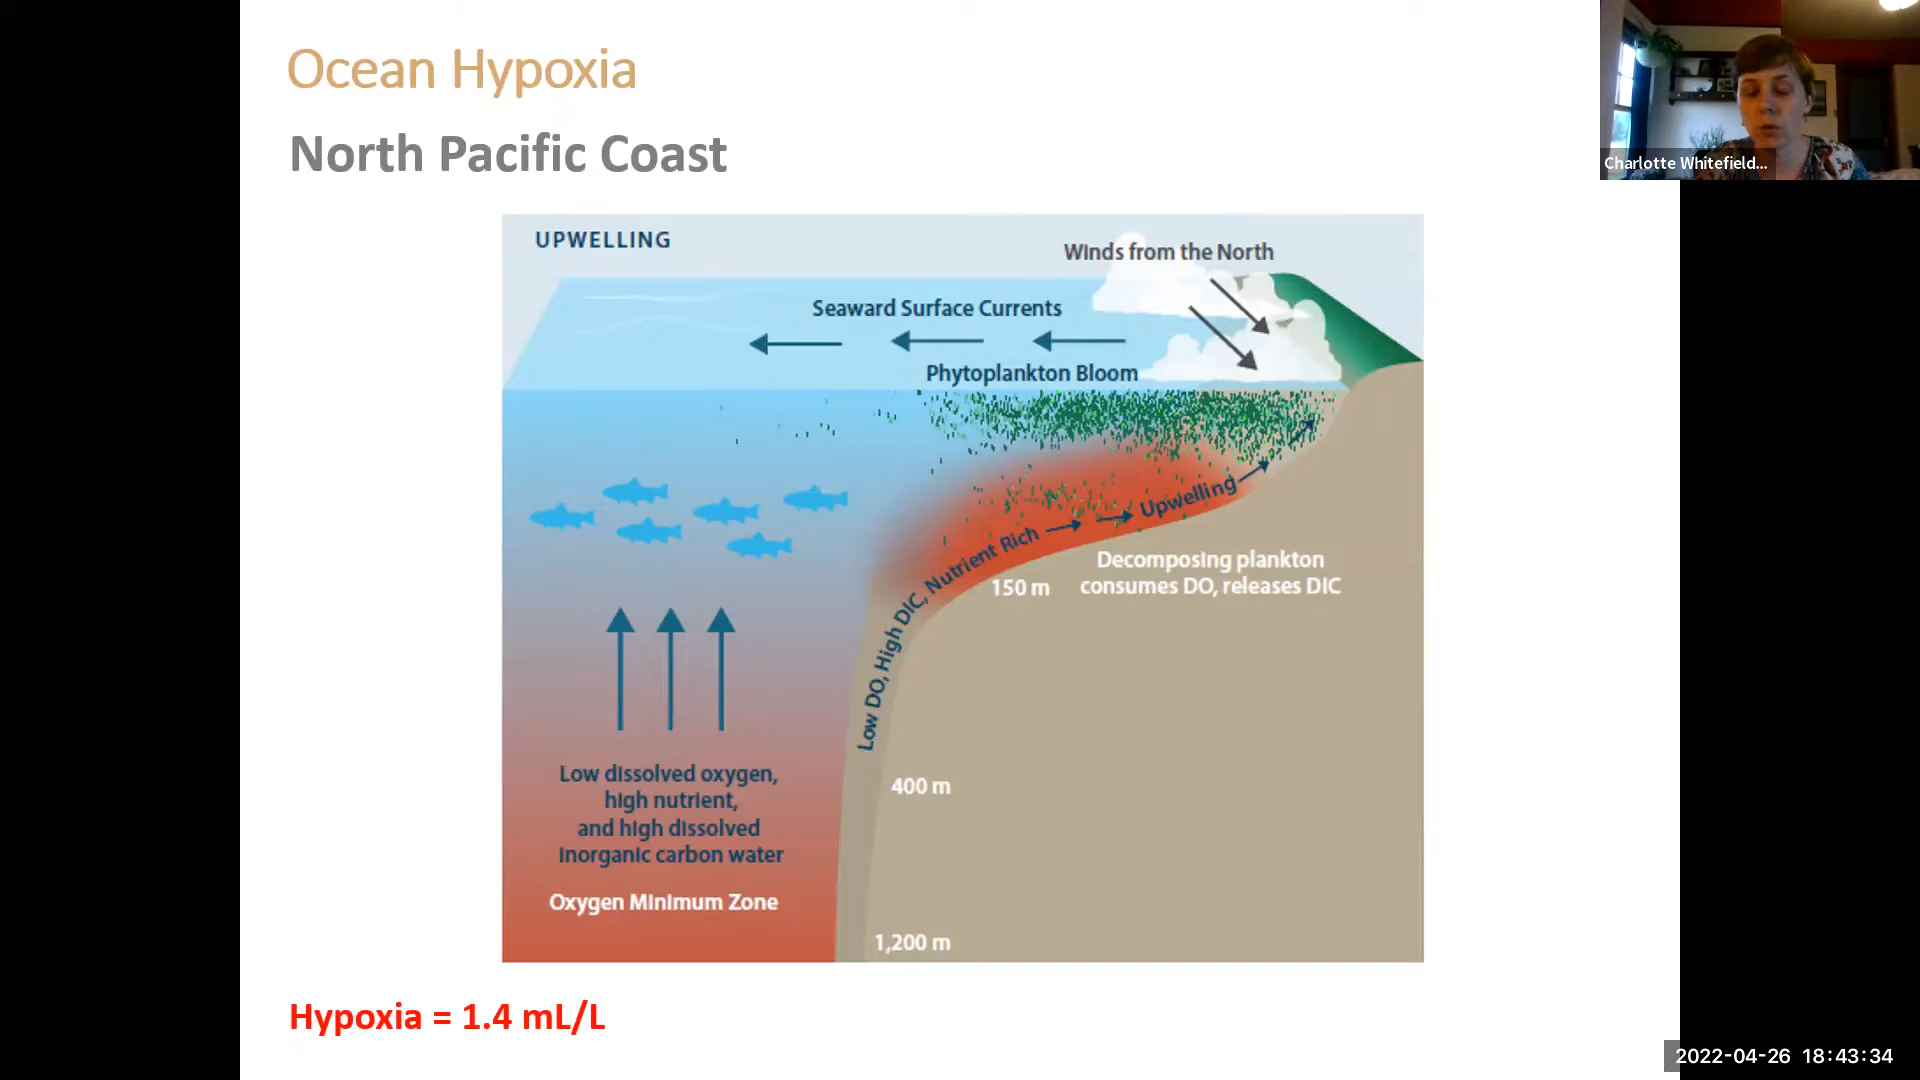 Ocean Hypoxia
North Pacific Coast
Charlotte Whitefield...
UPWELLING
Winds from the North
Seaward Surface Currents
Phytoplankton Bloom
Low DO, High DIC, Nutrient Rich
Upwelling
Decomposing plankton
consumes DO, releases DIC
150 m
400 m
1,200 m
Low dissolved oxygen,
high nutrient,
and high dissolved
inorganic carbon water
Oxygen Minimum Zone
Hypoxia = 1.4 mL/L
2022-04-26 18:43:34